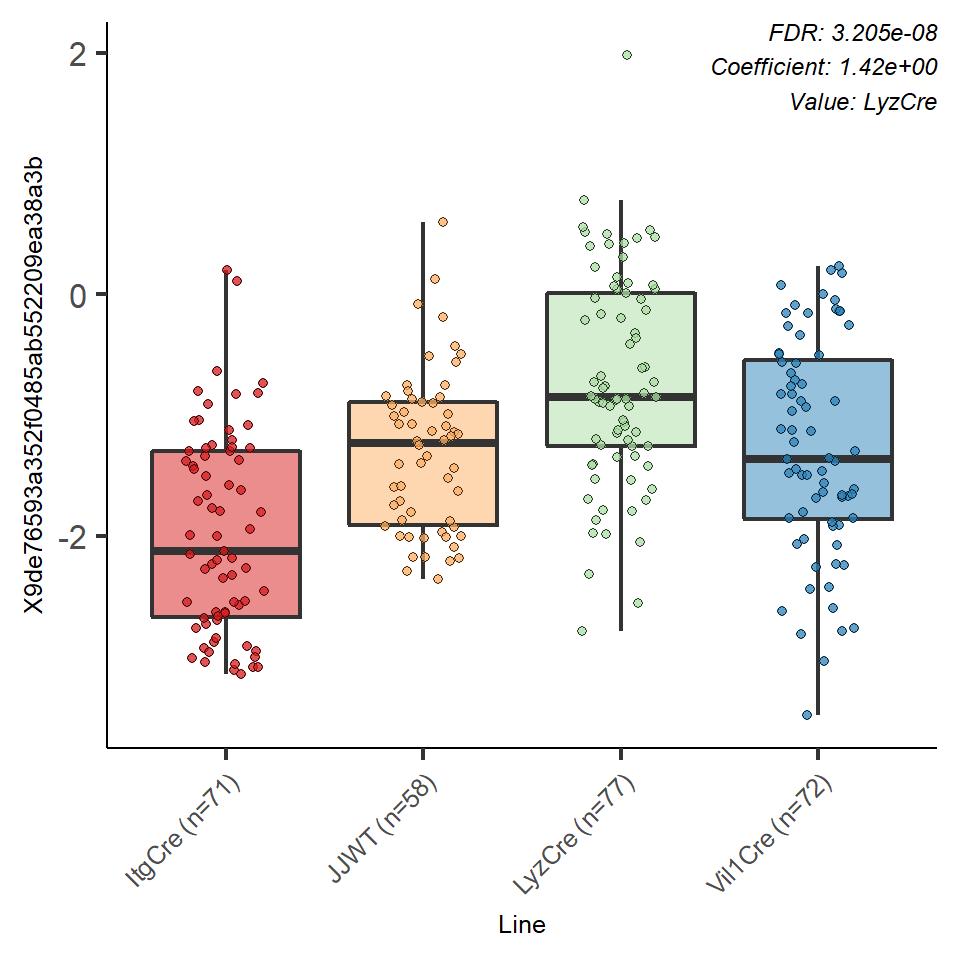 FDR: 3.205e-08
Coefficient: 1.42e+00
Value: LyzCre
X9de76593a352f0485ab552209ea38a3b
2
0
-2
ItgCre (n=71)
JJWT (n=58)
LyzCre (n=77)
Vil1Cre (n=72)
Line